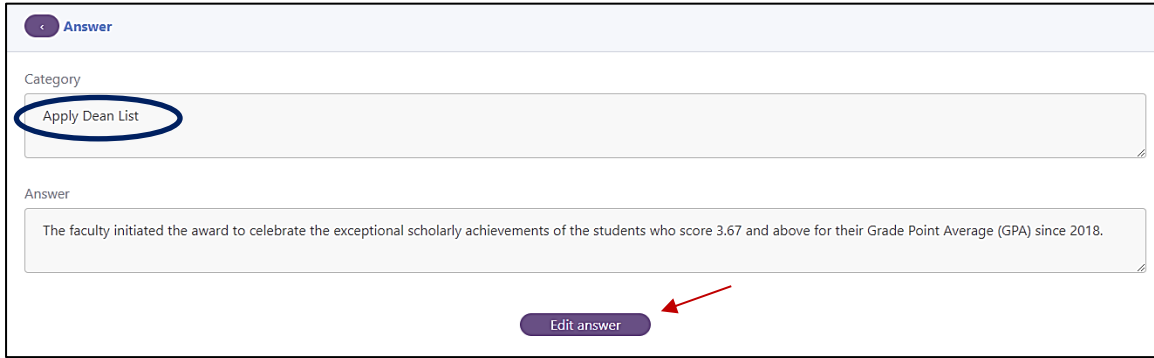 Answer
Category
Apply Dean List
Answer
The faculty initiated the award to celebrate the exceptional scholarly achievements of the students who score 3.67 and above for their Grade Point Average (GPA) since 2018.
Edit answer